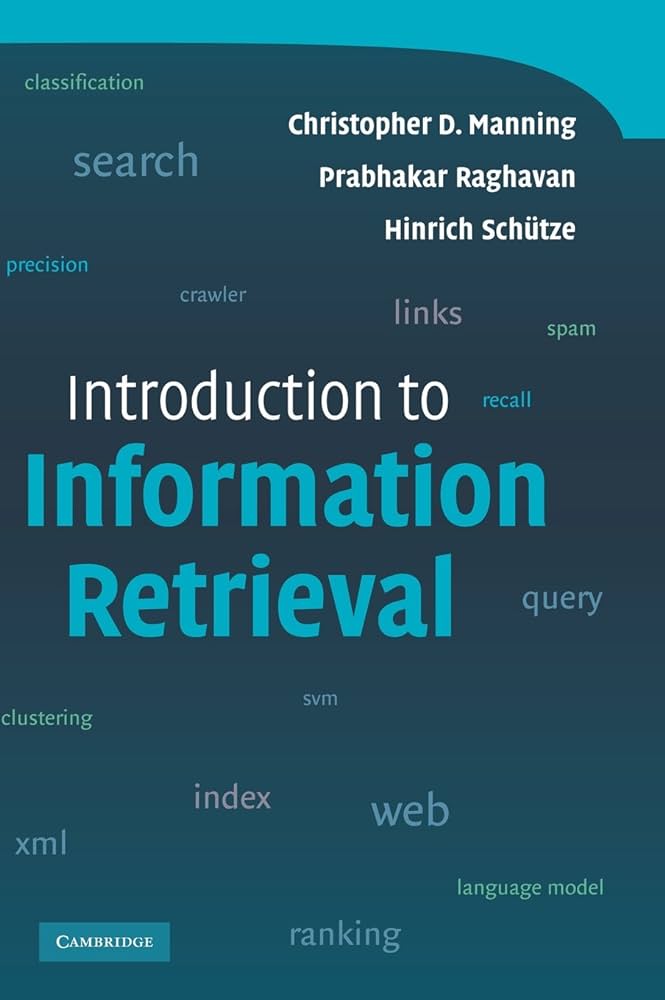 classification
Christopher D. Manning
search
Prabhakar Raghavan
Hinrich Schütze
precision
crawler
links
spam
Introduction to
recall
Information
Retrieval
query
svm
clustering
index
web
xml
language model
ranking
CAMBRIDGE